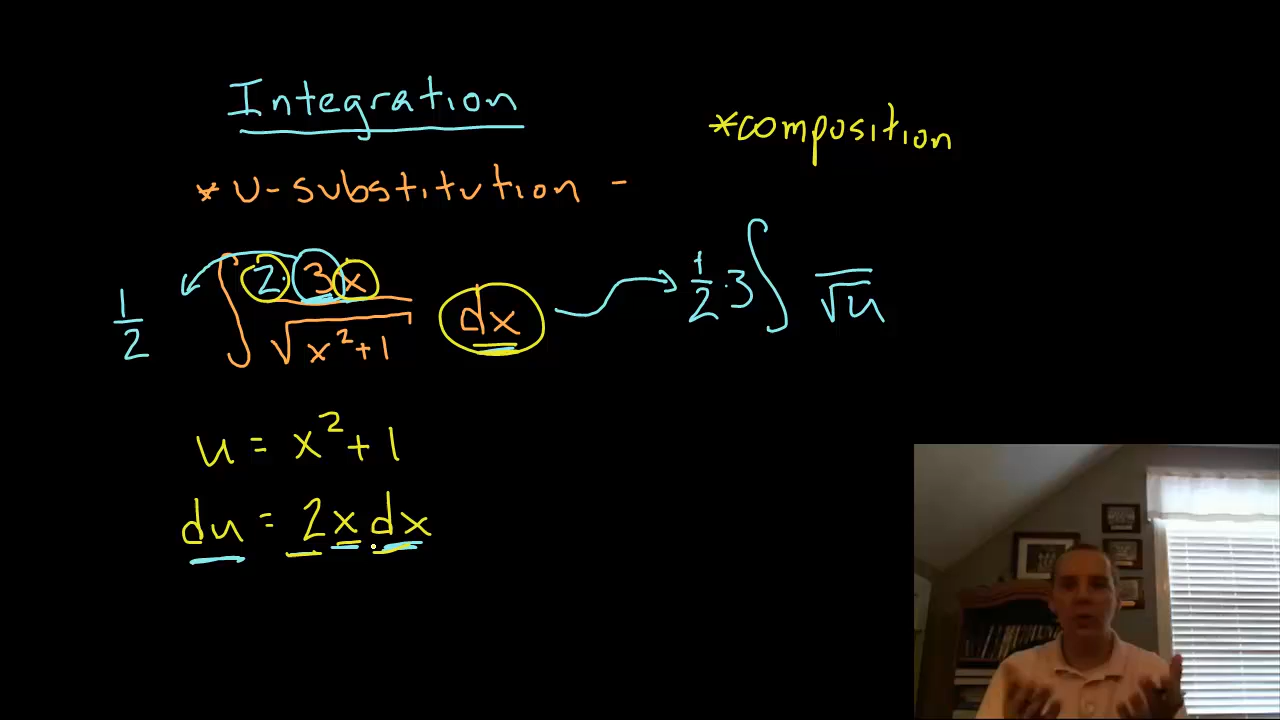 Integration
*composition
*u-substitution -
1/2 ∫ 2·3x/√(x²+1) dx → 1/2·3 ∫ /√u
u = x²+1
du = 2x dx